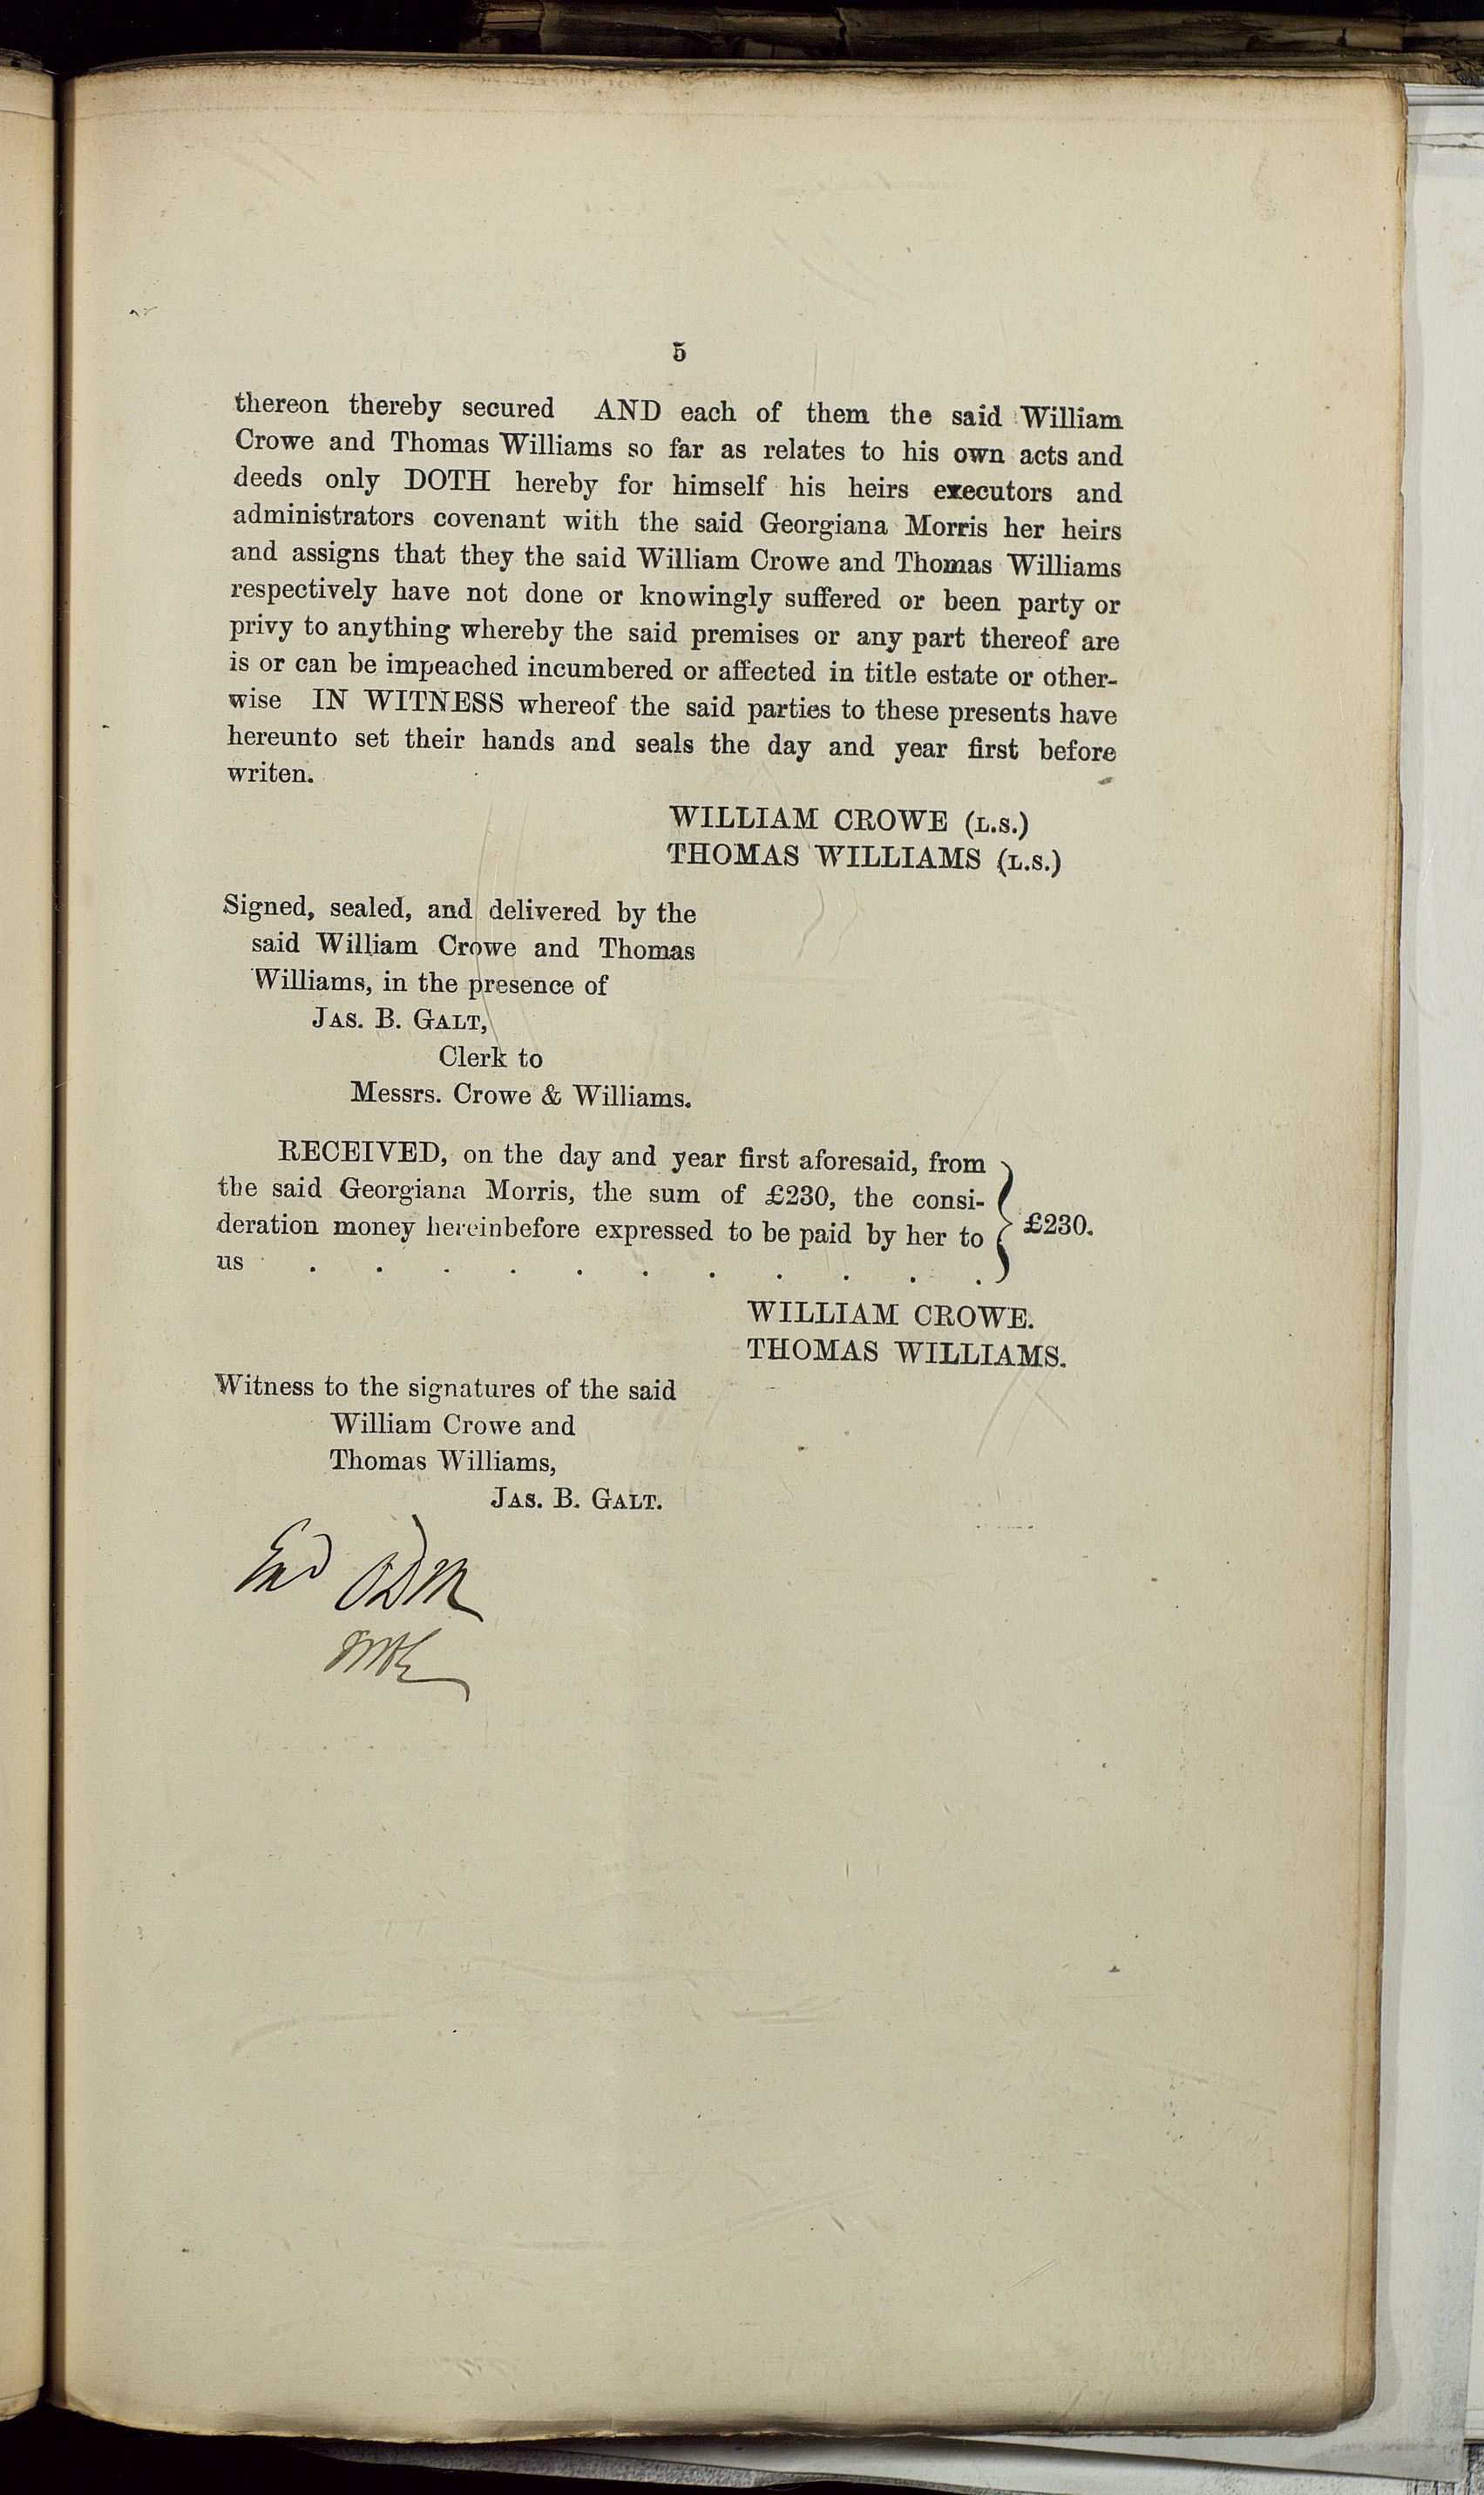 5
thereon thereby secured AND each of them the said William
Crowe and Thomas Williams so far as relates to his own acts and
deeds only DOTH hereby for himself his heirs executors and
administrators covenant with the said Georgiana Morris her heirs
and assigns that they the said William Crowe and Thomas Williams
respectively have not done or knowingly suffered or been party or
privy to anything whereby the said premises or any part thereof are
is or can be impeached incumbered or affected in title estate or other-
wise IN WITNESS whereof the said parties to these presents have
hereunto set their hands and seals the day and year first before
writen.
WILLIAM CROWE (L.S.)
THOMAS WILLIAMS (L.S.)
Signed, sealed, and delivered by the
said William Crowe and Thomas
Williams, in the presence of
JAS. B. GALT,
Clerk to
Messrs. Crowe & Williams.
RECEIVED, on the day and year first aforesaid, from
the said Georgiana Morris, the sum of £230, the consi-
deration money hereinbefore expressed to be paid by her to
us . . . . . . . . . . . £230.
WILLIAM CROWE.
THOMAS WILLIAMS.
Witness to the signatures of the said
William Crowe and
Thomas Williams,
JAS. B. GALT.